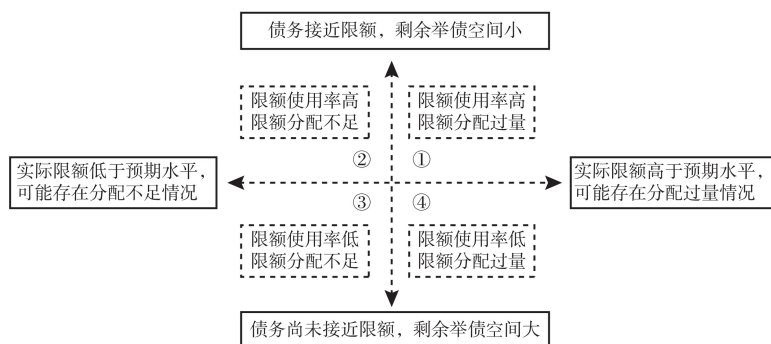 债务接近限额，剩余举债空间小
限额使用率高
限额分配不足
限额使用率高
限额分配过量
②
①
实际限额低于预期水平，
可能存在分配不足情况
实际限额高于预期水平，
可能存在分配过量情况
③
④
限额使用率低
限额分配不足
限额使用率低
限额分配过量
债务尚未接近限额，剩余举债空间大